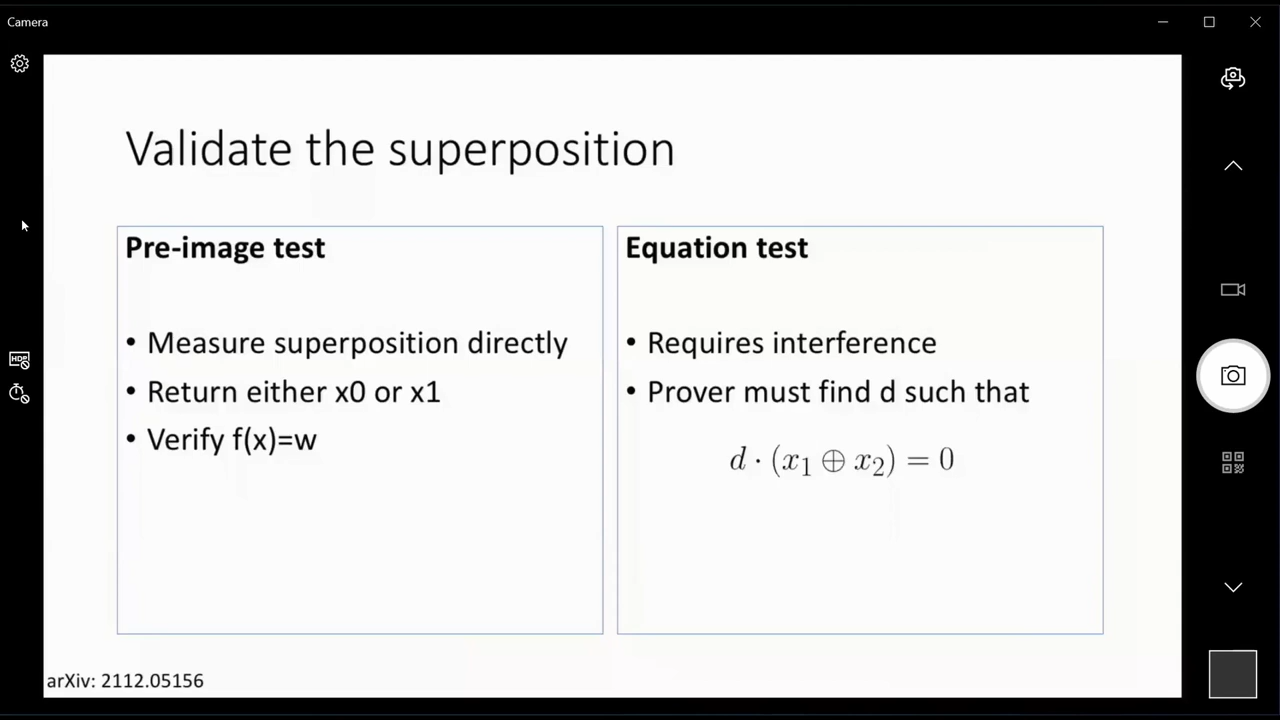 Camera
Validate the superposition
Pre-image test
• Measure superposition directly
• Return either x0 or x1
• Verify f(x)=w
Equation test
• Requires interference
• Prover must find d such that
d · (x₁ ⊕ x₂) = 0
arXiv: 2112.05156
HDR